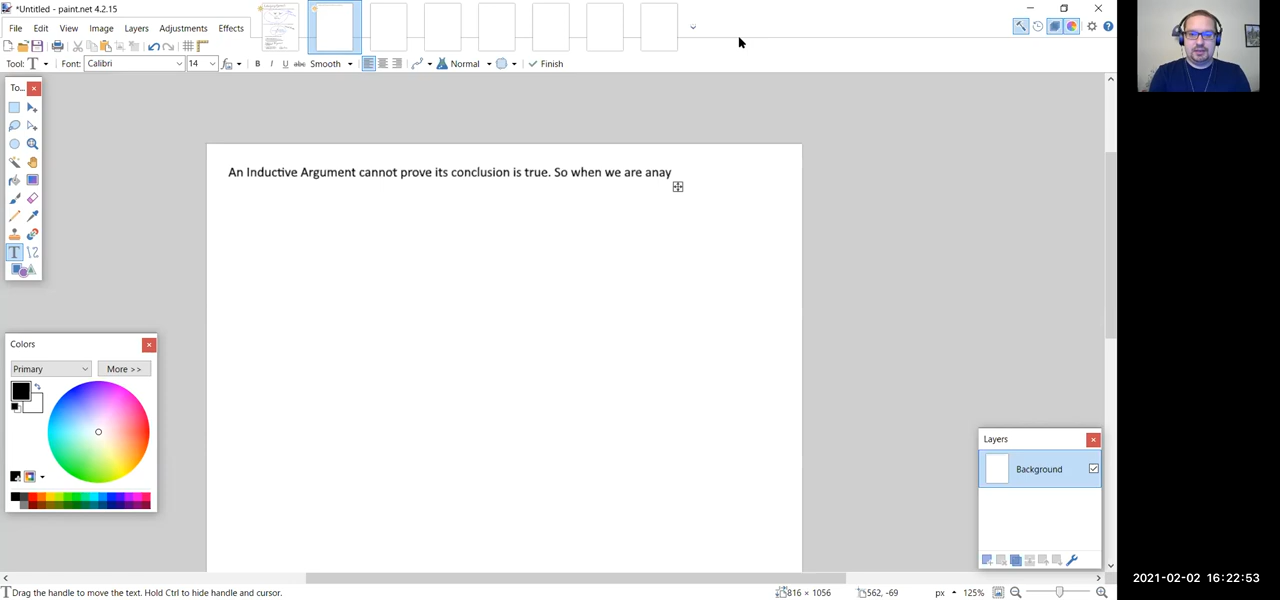 *Untitled - paint.net 4.2.15
File Edit View Image Layers Adjustments Effects
Tool: T Font: Calibri 14 fx B I U abc Smooth Normal Finish
To...
An Inductive Argument cannot prove its conclusion is true. So when we are anay
Colors
Primary More >>
Layers
Background
2021-02-02 16:22:53
Drag the handle to move the text. Hold Ctrl to hide handle and cursor. 816 × 1056 562, -69 px 125%